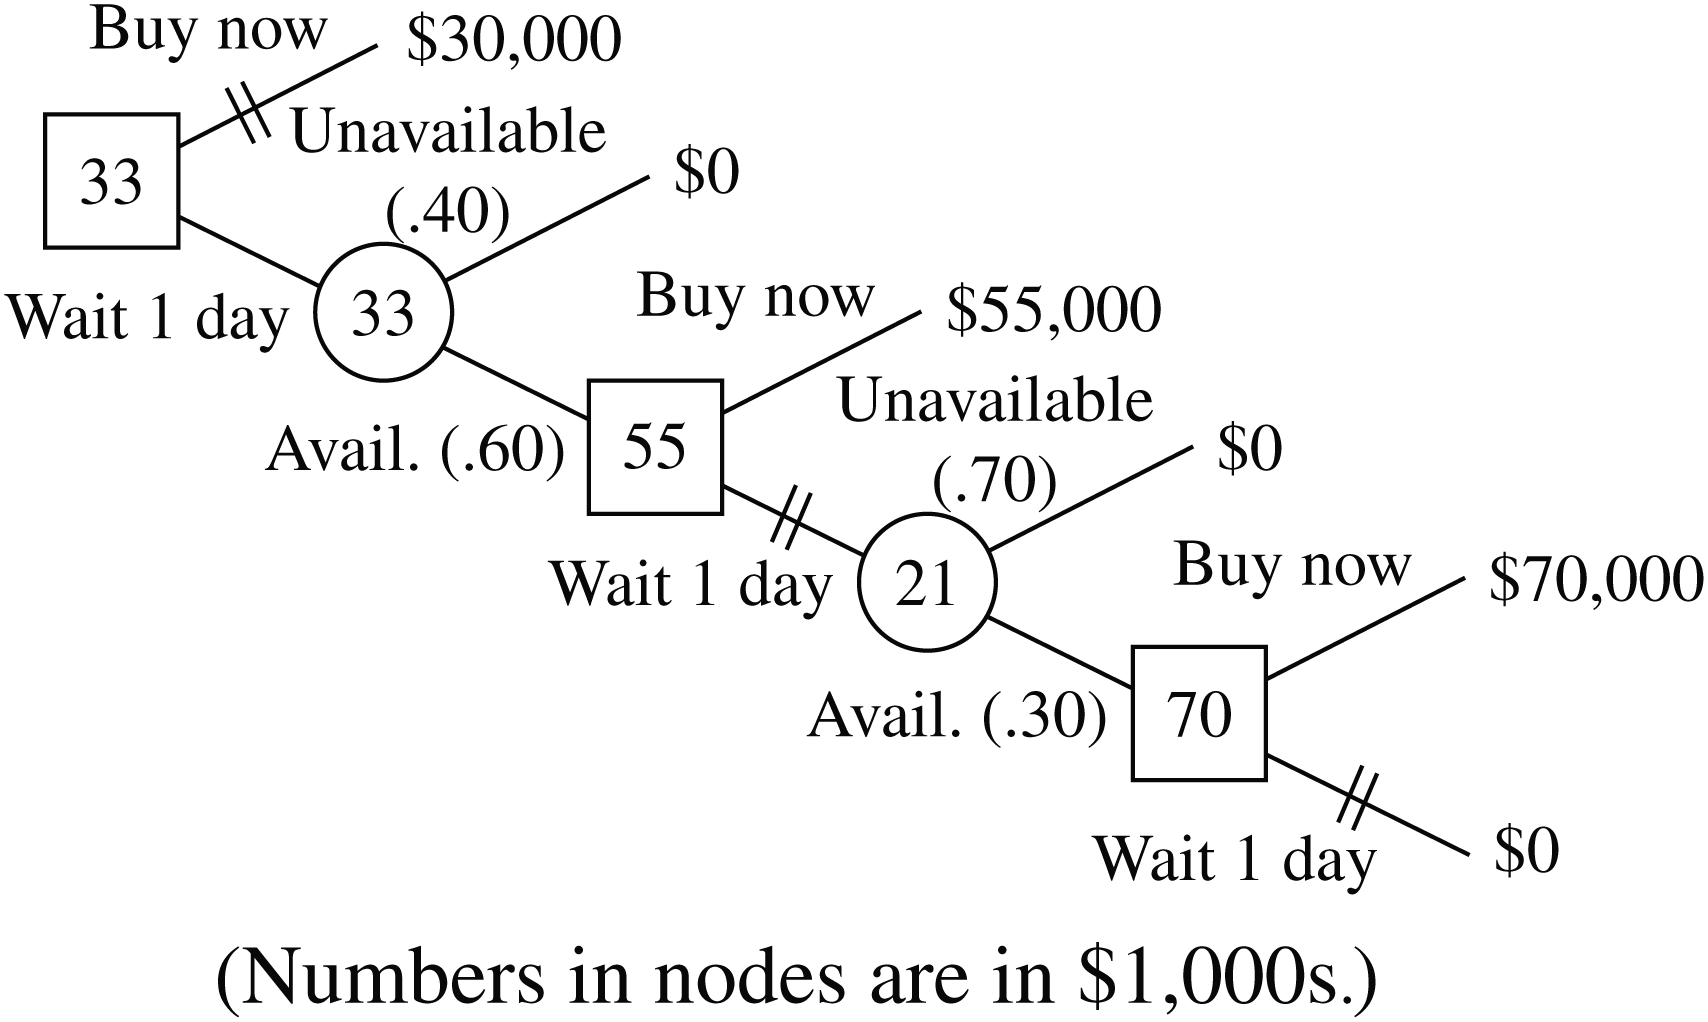 Buy now
$30,000
33
Unavailable
(.40)
$0
Wait 1 day
33
Buy now
$55,000
Avail. (.60)
55
Unavailable
(.70)
$0
Wait 1 day
21
Buy now
$70,000
Avail. (.30)
70
Wait 1 day
$0
(Numbers in nodes are in $1,000s.)